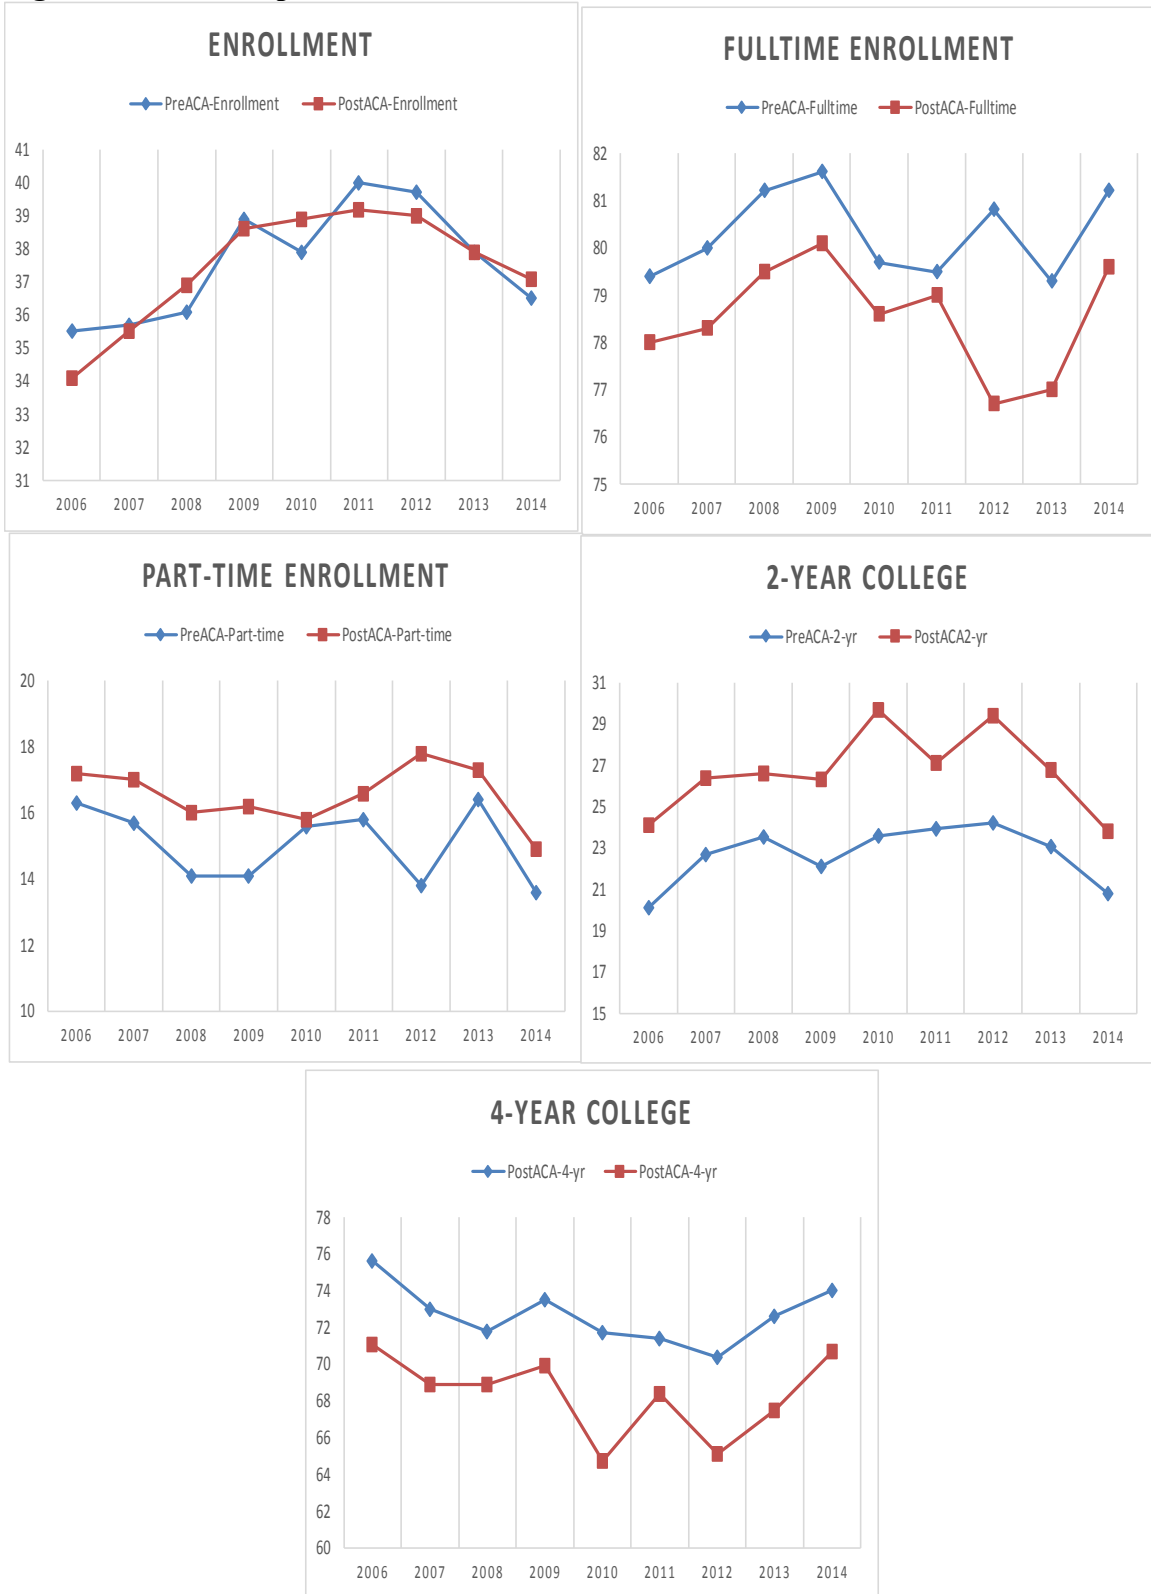 ENROLLMENT
PreACA-Enrollment PostACA-Enrollment
41
40
39
38
37
36
35
34
33
32
31
2006 2007 2008 2009 2010 2011 2012 2013 2014
FULLTIME ENROLLMENT
PreACA-Fulltime PostACA-Fulltime
82
81
80
79
78
77
76
75
2006 2007 2008 2009 2010 2011 2012 2013 2014
PART-TIME ENROLLMENT
PreACA-Part-time PostACA-Part-time
20
18
16
14
12
10
2006 2007 2008 2009 2010 2011 2012 2013 2014
2-YEAR COLLEGE
PreACA-2-yr PostACA2-yr
31
29
27
25
23
21
19
17
15
2006 2007 2008 2009 2010 2011 2012 2013 2014
4-YEAR COLLEGE
PostACA-4-yr PostACA-4-yr
78
76
74
72
70
68
66
64
62
60
2006 2007 2008 2009 2010 2011 2012 2013 2014